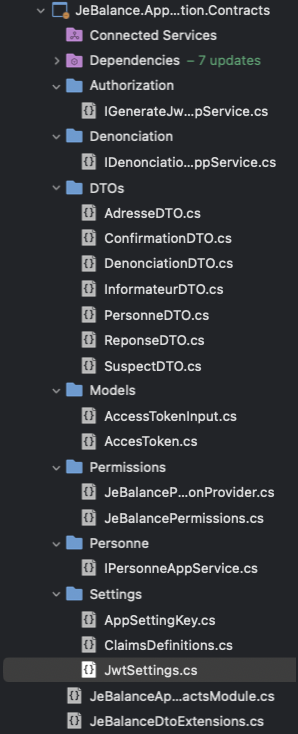 JeBalance.App...tion.Contracts
Connected Services
Dependencies – 7 updates
Authorization
IGenerateJw...pService.cs
Denonciation
IDenonciatio...ppService.cs
DTOs
AdresseDTO.cs
ConfirmationDTO.cs
DenonciationDTO.cs
InformateurDTO.cs
PersonneDTO.cs
ReponseDTO.cs
SuspectDTO.cs
Models
AccessTokenInput.cs
AccesToken.cs
Permissions
JeBalanceP...onProvider.cs
JeBalancePermissions.cs
Personne
IPersonneAppService.cs
Settings
AppSettingKey.cs
ClaimsDefinitions.cs
JwtSettings.cs
JeBalanceAp...actsModule.cs
JeBalanceDtoExtensions.cs